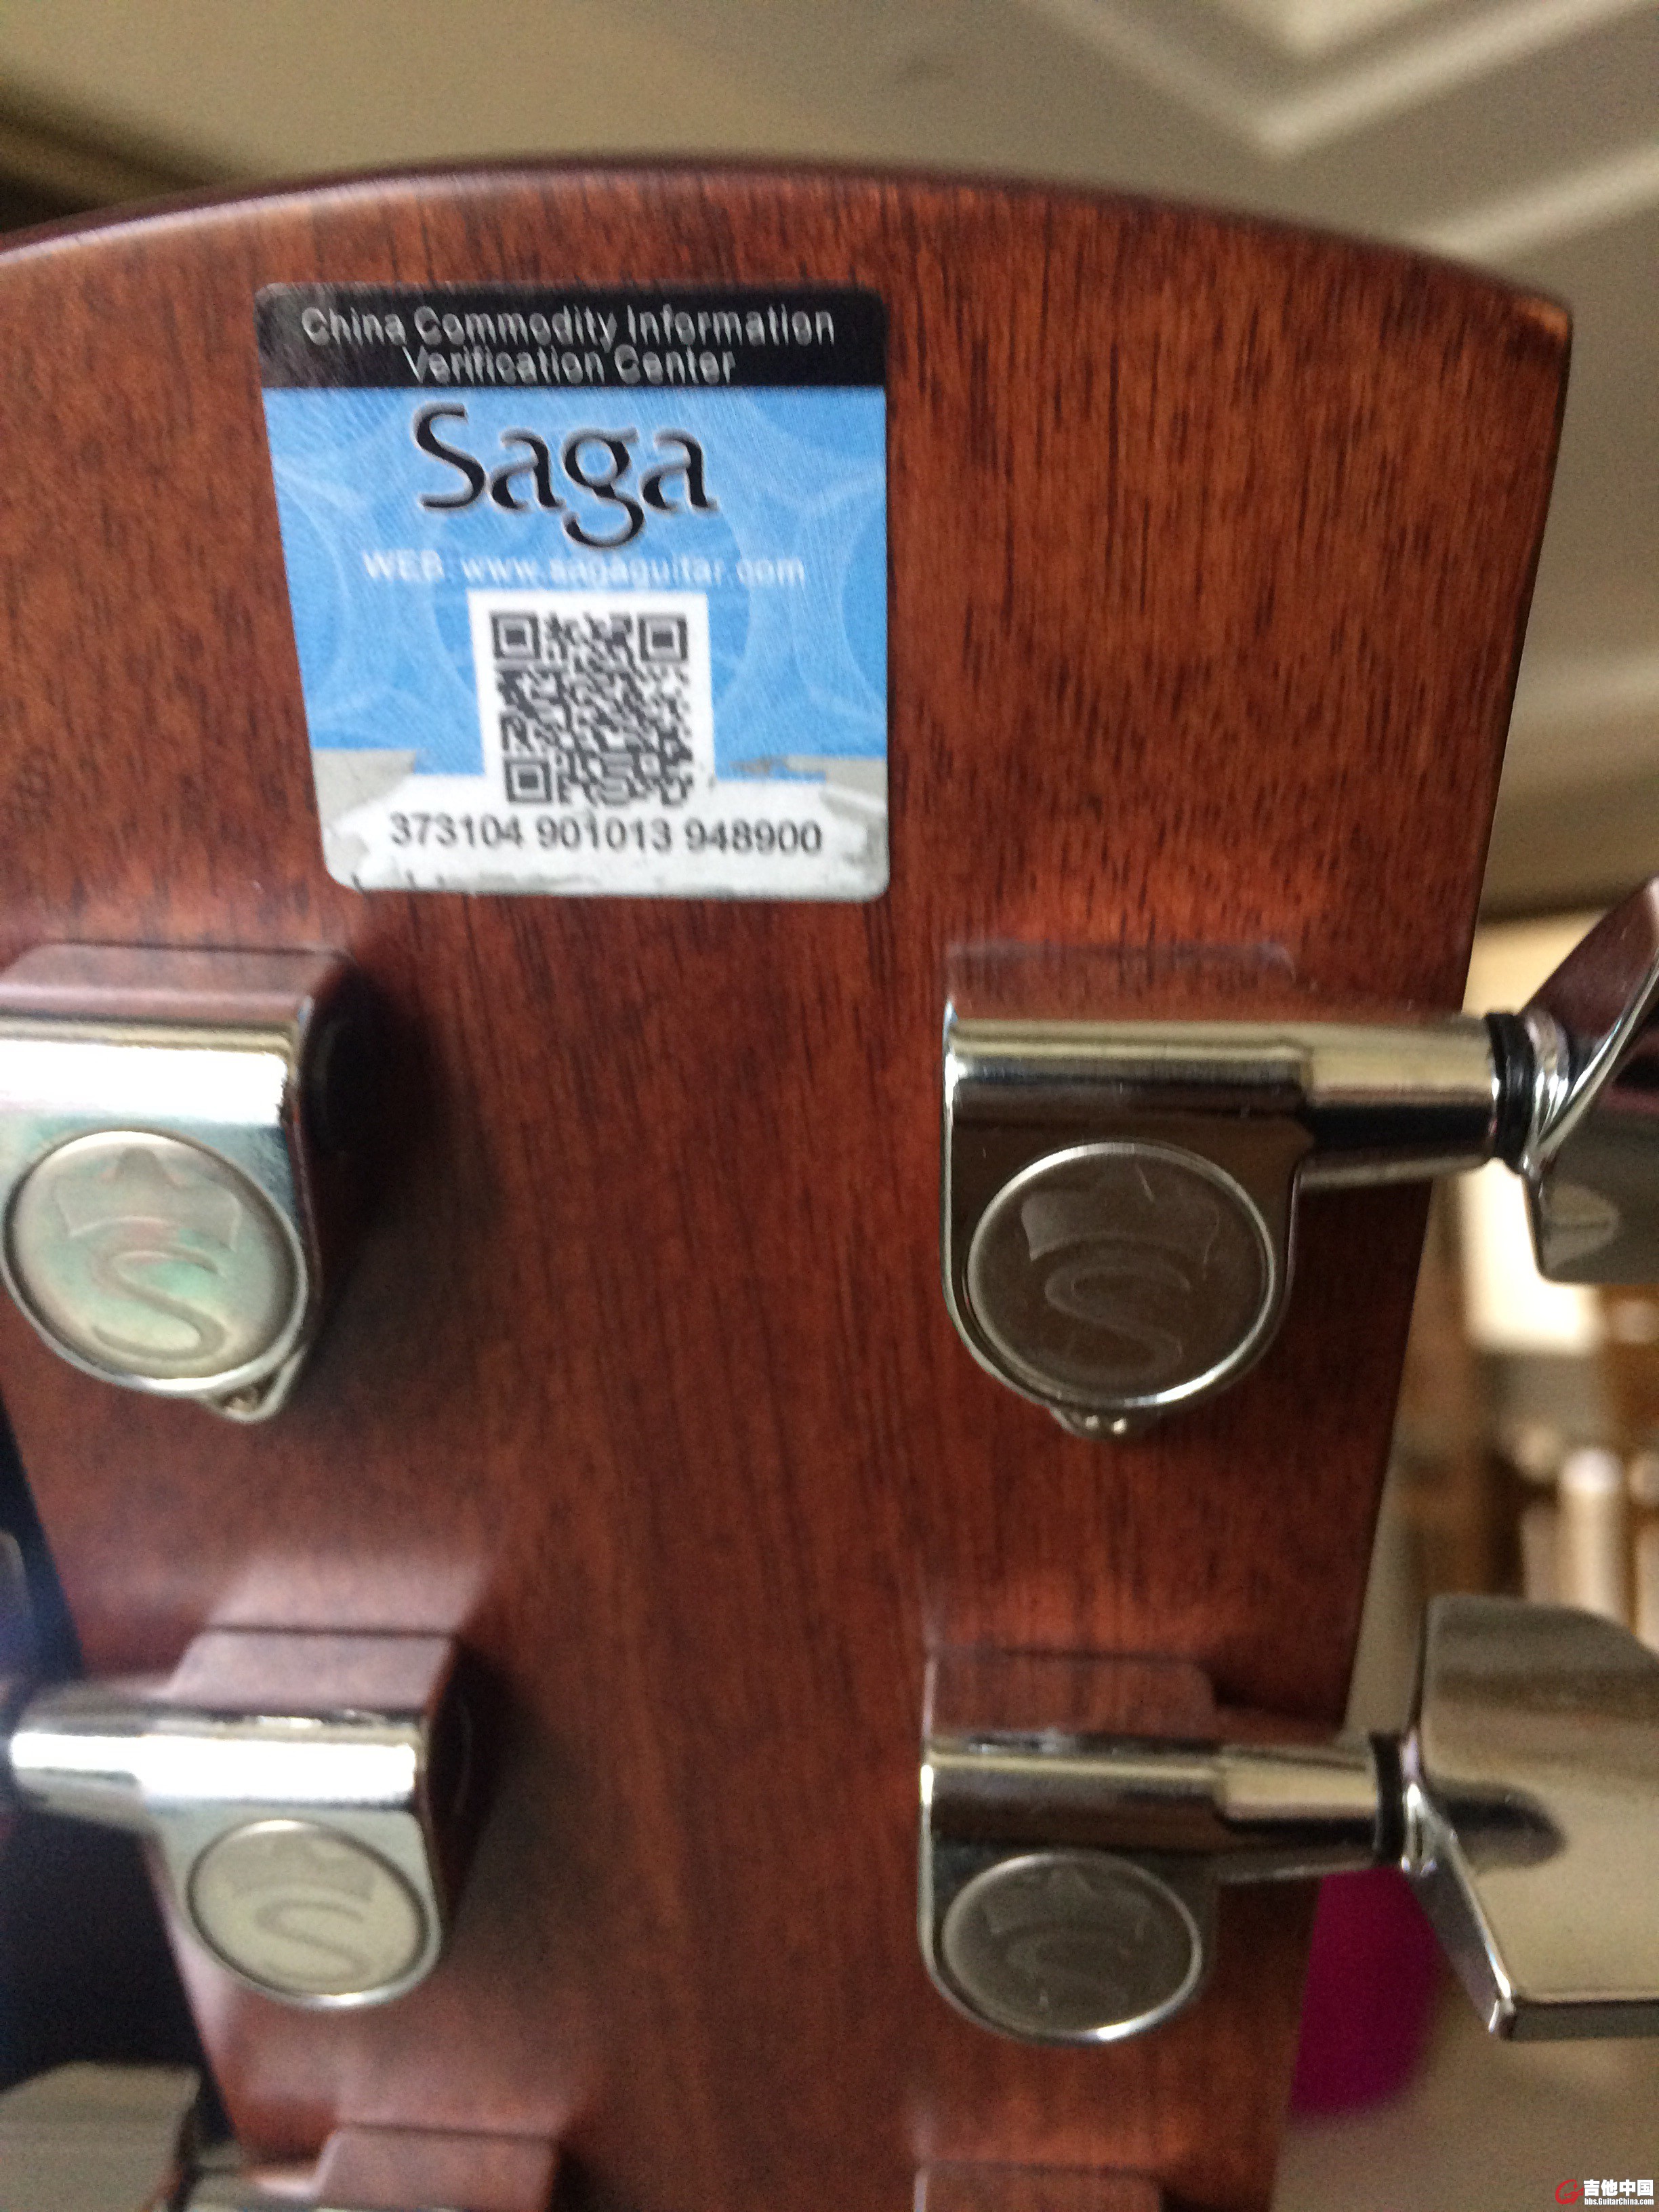 China Commodity Information
Verification Center
Saga
WEB: www.sagaguitar.com
373104 901013 948900
S
S
S
S
吉他中国
bbs.GuitarChina.com